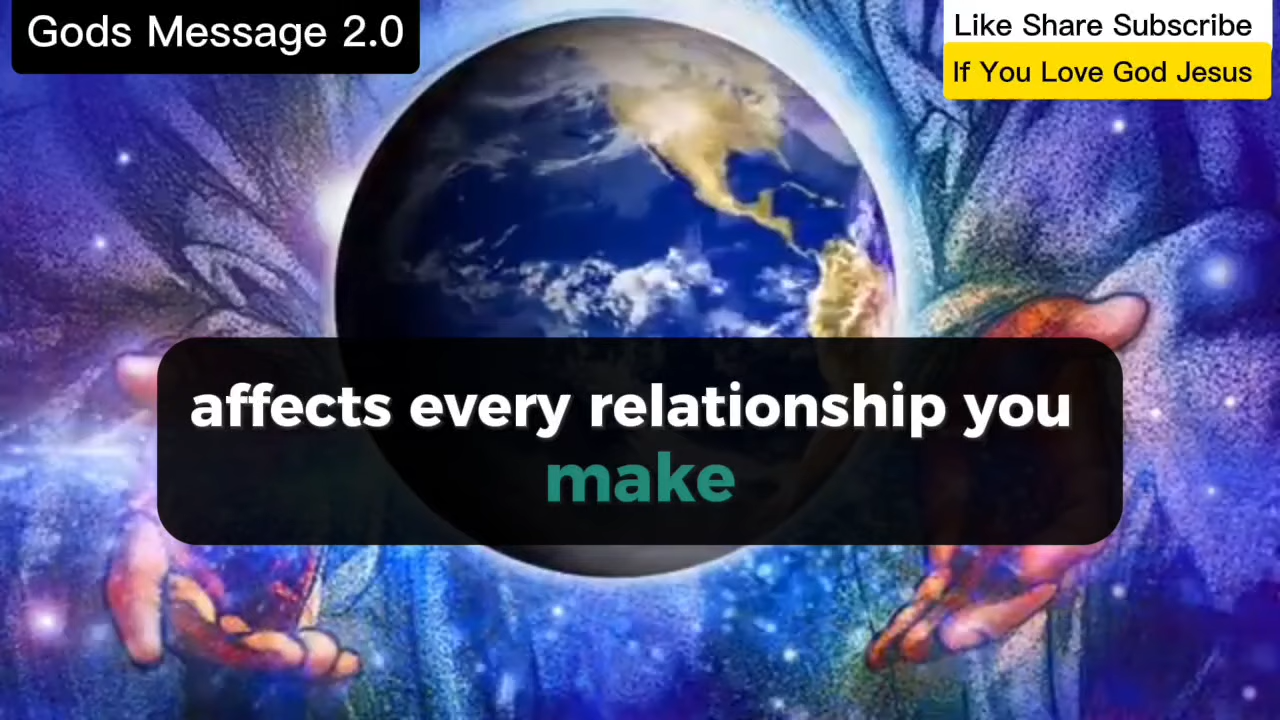 Gods Message 2.0
Like Share Subscribe
If You Love God Jesus
affects every relationship you
make